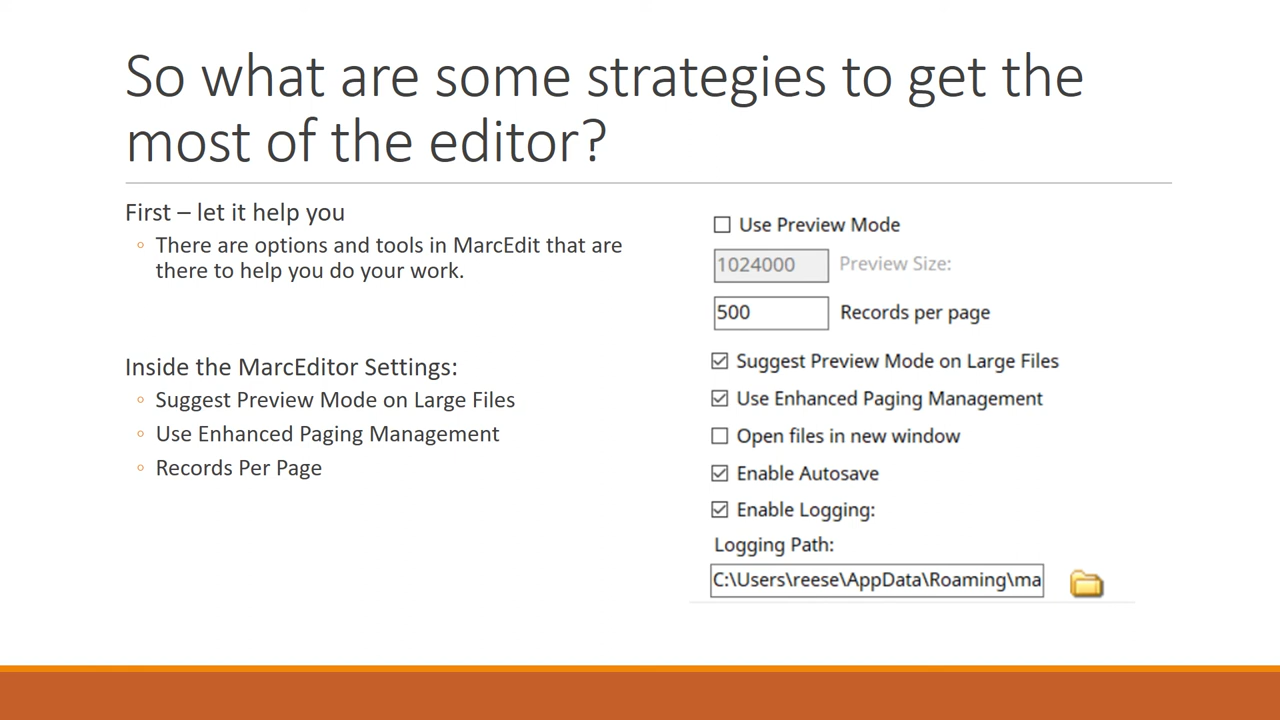 So what are some strategies to get the
most of the editor?
First – let it help you
◦ There are options and tools in MarcEdit that are
there to help you do your work.
Inside the MarcEditor Settings:
◦ Suggest Preview Mode on Large Files
◦ Use Enhanced Paging Management
◦ Records Per Page
Use Preview Mode
1024000 Preview Size:
500 Records per page
Suggest Preview Mode on Large Files
Use Enhanced Paging Management
Open files in new window
Enable Autosave
Enable Logging:
Logging Path:
C:\Users\reese\AppData\Roaming\ma